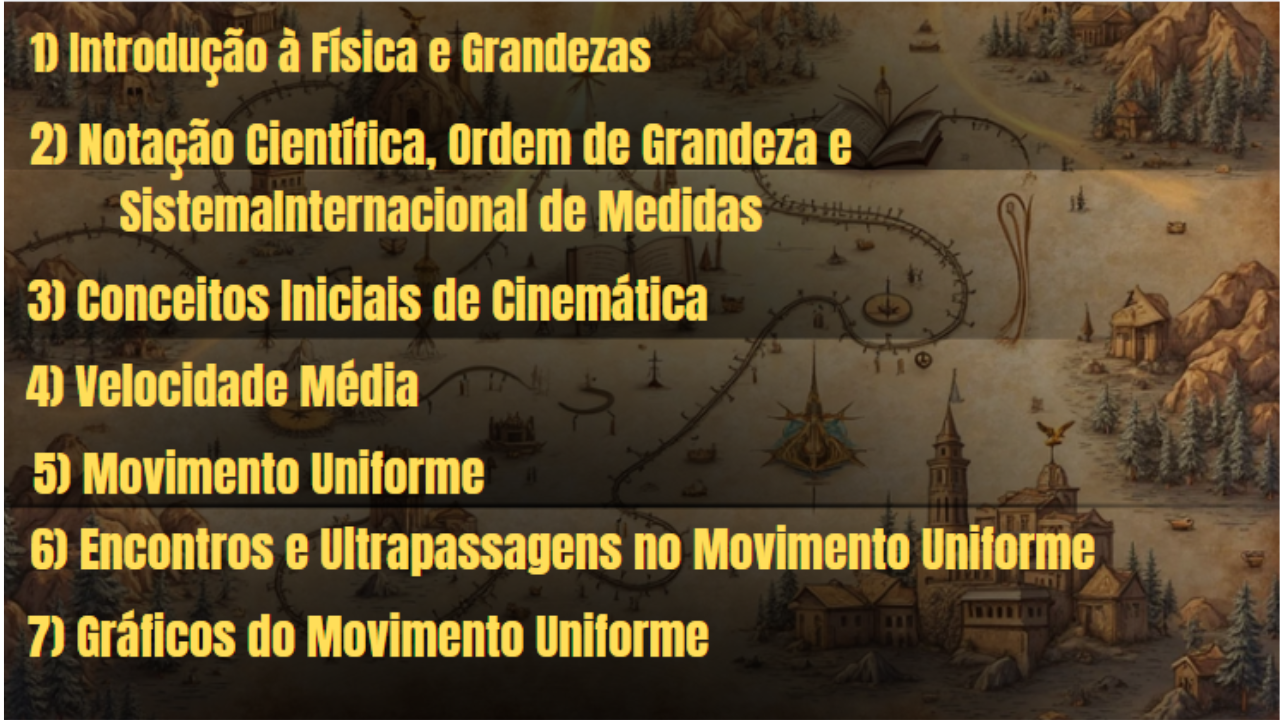 1) Introdução à Física e Grandezas
2) Notação Científica, Ordem de Grandeza e
SistemaInternacional de Medidas
3) Conceitos Iniciais de Cinemática
4) Velocidade Média
5) Movimento Uniforme
6) Encontros e Ultrapassagens no Movimento Uniforme
7) Gráficos do Movimento Uniforme